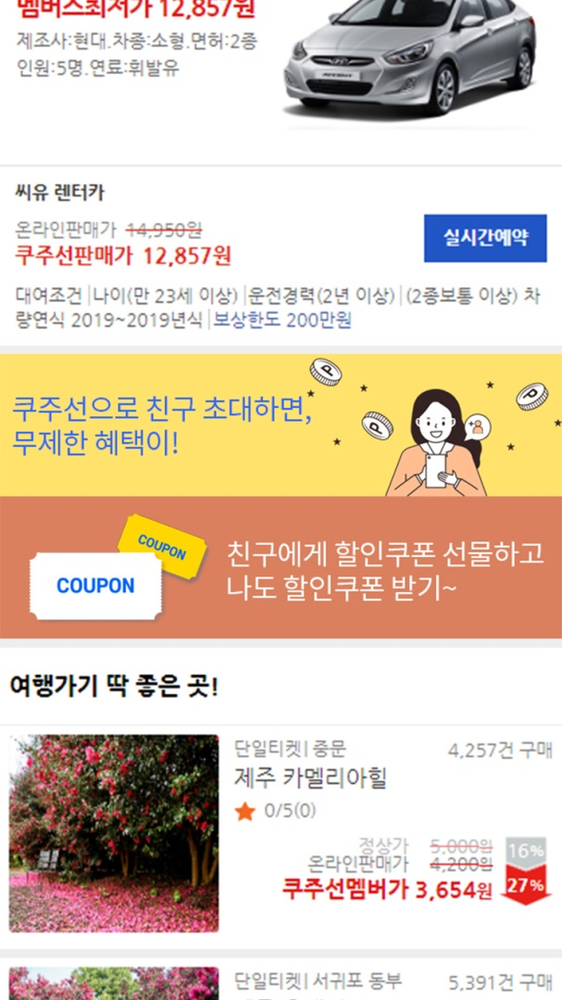 멤버스최저가 12,857원
제조사:현대.차종:소형.면허:2종
인원:5명.연료:휘발유
ACCENT
씨유 렌터카
온라인판매가 14,950원
쿠주선판매가 12,857원
실시간예약
대여조건|나이(만 23세 이상)|운전경력(2년 이상)|(2종보통 이상) 차
량연식 2019~2019년식|보상한도 200만원
쿠주선으로 친구 초대하면,
무제한 혜택이!
P
P
P
COUPON
COUPON
친구에게 할인쿠폰 선물하고
나도 할인쿠폰 받기~
여행가기 딱 좋은 곳!
단일티켓| 중문
4,257건 구매
제주 카멜리아힐
0/5(0)
정상가 5,000원
온라인판매가 4,200원
16%
쿠주선멤버가 3,654원
27%
단일티켓| 서귀포 동부
5,391건 구매